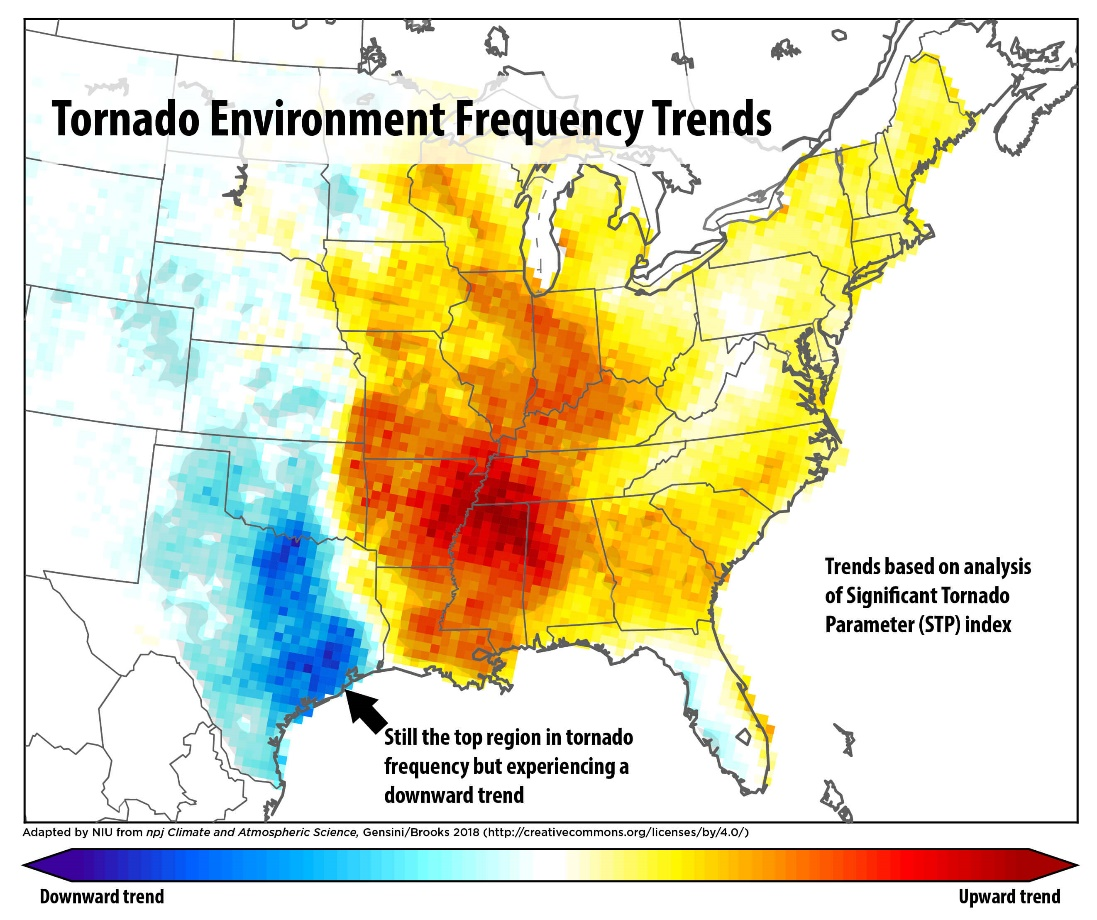 Tornado Environment Frequency Trends
Trends based on analysis
of Significant Tornado
Parameter (STP) index
Still the top region in tornado
frequency but experiencing a
downward trend
Adapted by NIU from npj Climate and Atmospheric Science, Gensini/Brooks 2018 (http://creativecommons.org/licenses/by/4.0/)
Downward trend
Upward trend